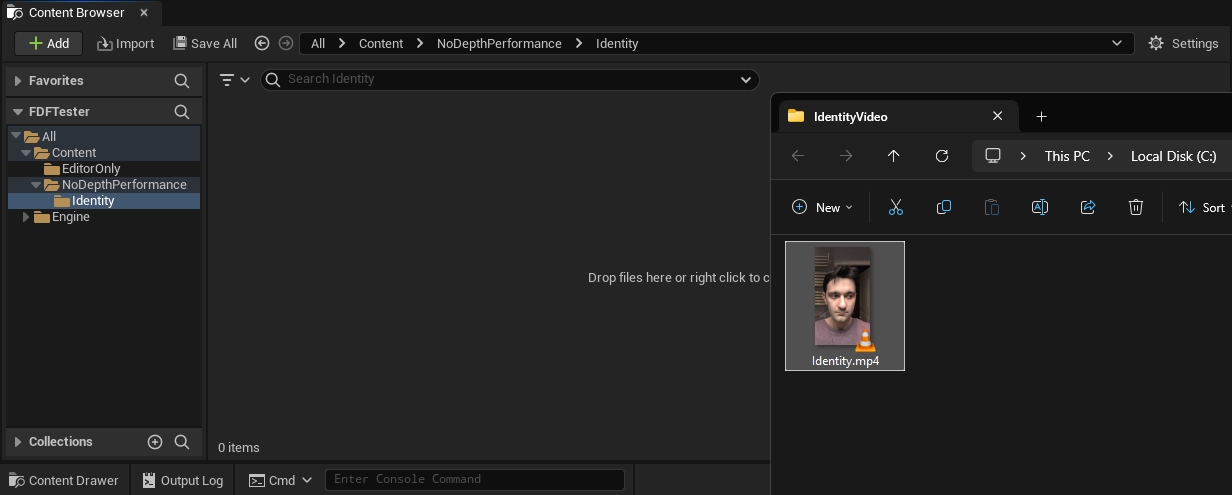 Content Browser
Add Import Save All All Content NoDepthPerformance Identity Settings
Favorites
Search Identity
FDFTester
All
Content
EditorOnly
NoDepthPerformance
Identity
Engine
Drop files here or right click to c
0 items
Collections
Content Drawer Output Log Cmd Enter Console Command
IdentityVideo
This PC Local Disk (C:)
New Sort
Identity.mp4